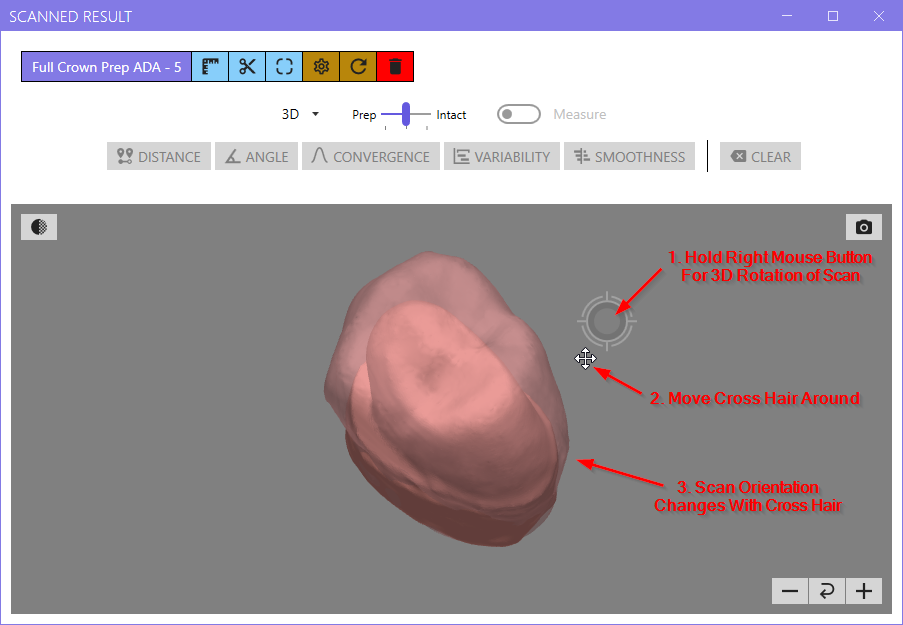 SCANNED RESULT
Full Crown Prep ADA - 5
3D Prep Intact Measure
DISTANCE ANGLE CONVERGENCE VARIABILITY SMOOTHNESS CLEAR
1. Hold Right Mouse Button
For 3D Rotation of Scan
2. Move Cross Hair Around
3. Scan Orientation
Changes With Cross Hair